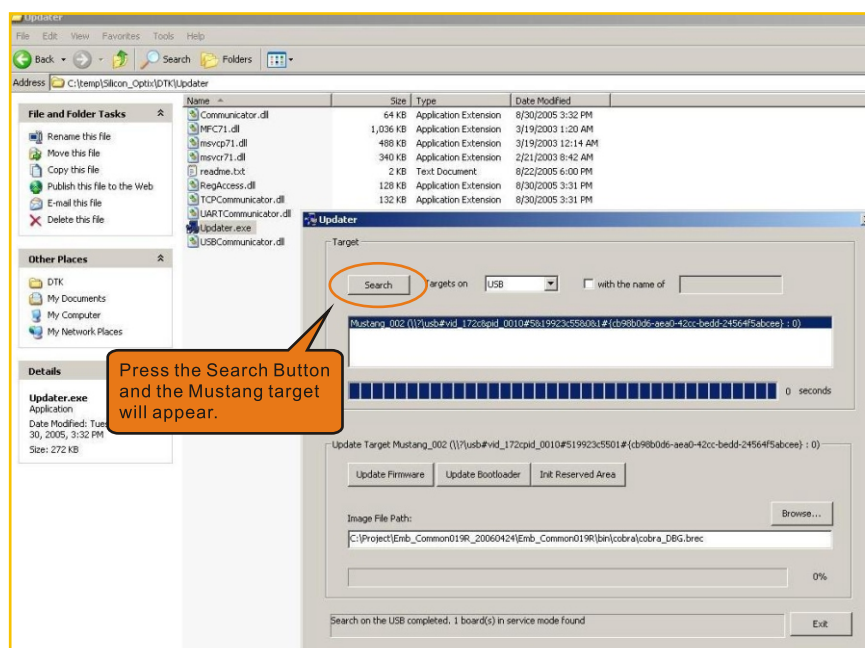 Updater
File Edit View Favorites Tools Help
Back Search Folders
Address C:\temp\Silicon_Optix\DTK\Updater
File and Folder Tasks
Rename this file
Move this file
Copy this file
Publish this file to the Web
E-mail this file
Delete this file
Other Places
DTK
My Documents
My Computer
My Network Places
Details
Updater.exe
Application
Date Modified: Tues
30, 2005, 3:32 PM
Size: 272 KB
Name Size Type Date Modified
Communicator.dll 64 KB Application Extension 8/30/2005 3:32 PM
MFC71.dll 1,036 KB Application Extension 3/19/2003 1:20 AM
msvcp71.dll 488 KB Application Extension 3/19/2003 12:14 AM
msvcr71.dll 340 KB Application Extension 2/21/2003 8:42 AM
readme.txt 2 KB Text Document 8/22/2005 6:00 PM
RegAccess.dll 128 KB Application Extension 8/30/2005 3:31 PM
TCPCommunicator.dll 132 KB Application Extension 8/30/2005 3:31 PM
UARTCommunicator.dll
Updater.exe
USBCommunicator.dll
Updater
Target
Search Targets on USB with the name of
Mustang_002 (\\?\usb#vid_172c&pid_0010#5&19923c55&0&1#{cb98b0d6-aea0-42cc-bedd-24564f5abcee} : 0)
0 seconds
Press the Search Button
and the Mustang target
will appear.
Update Target Mustang_002 (\\?\usb#vid_172cpid_0010#519923c5501#{cb98b0d6-aea0-42cc-bedd-24564f5abcee} : 0)
Update Firmware Update Bootloader Init Reserved Area
Image File Path:
Browse...
C:\Project\Emb_Common019R_20060424\Emb_Common019R\bin\cobra\cobra_DBG.brec
0%
Search on the USB completed. 1 board(s) in service mode found
Exit